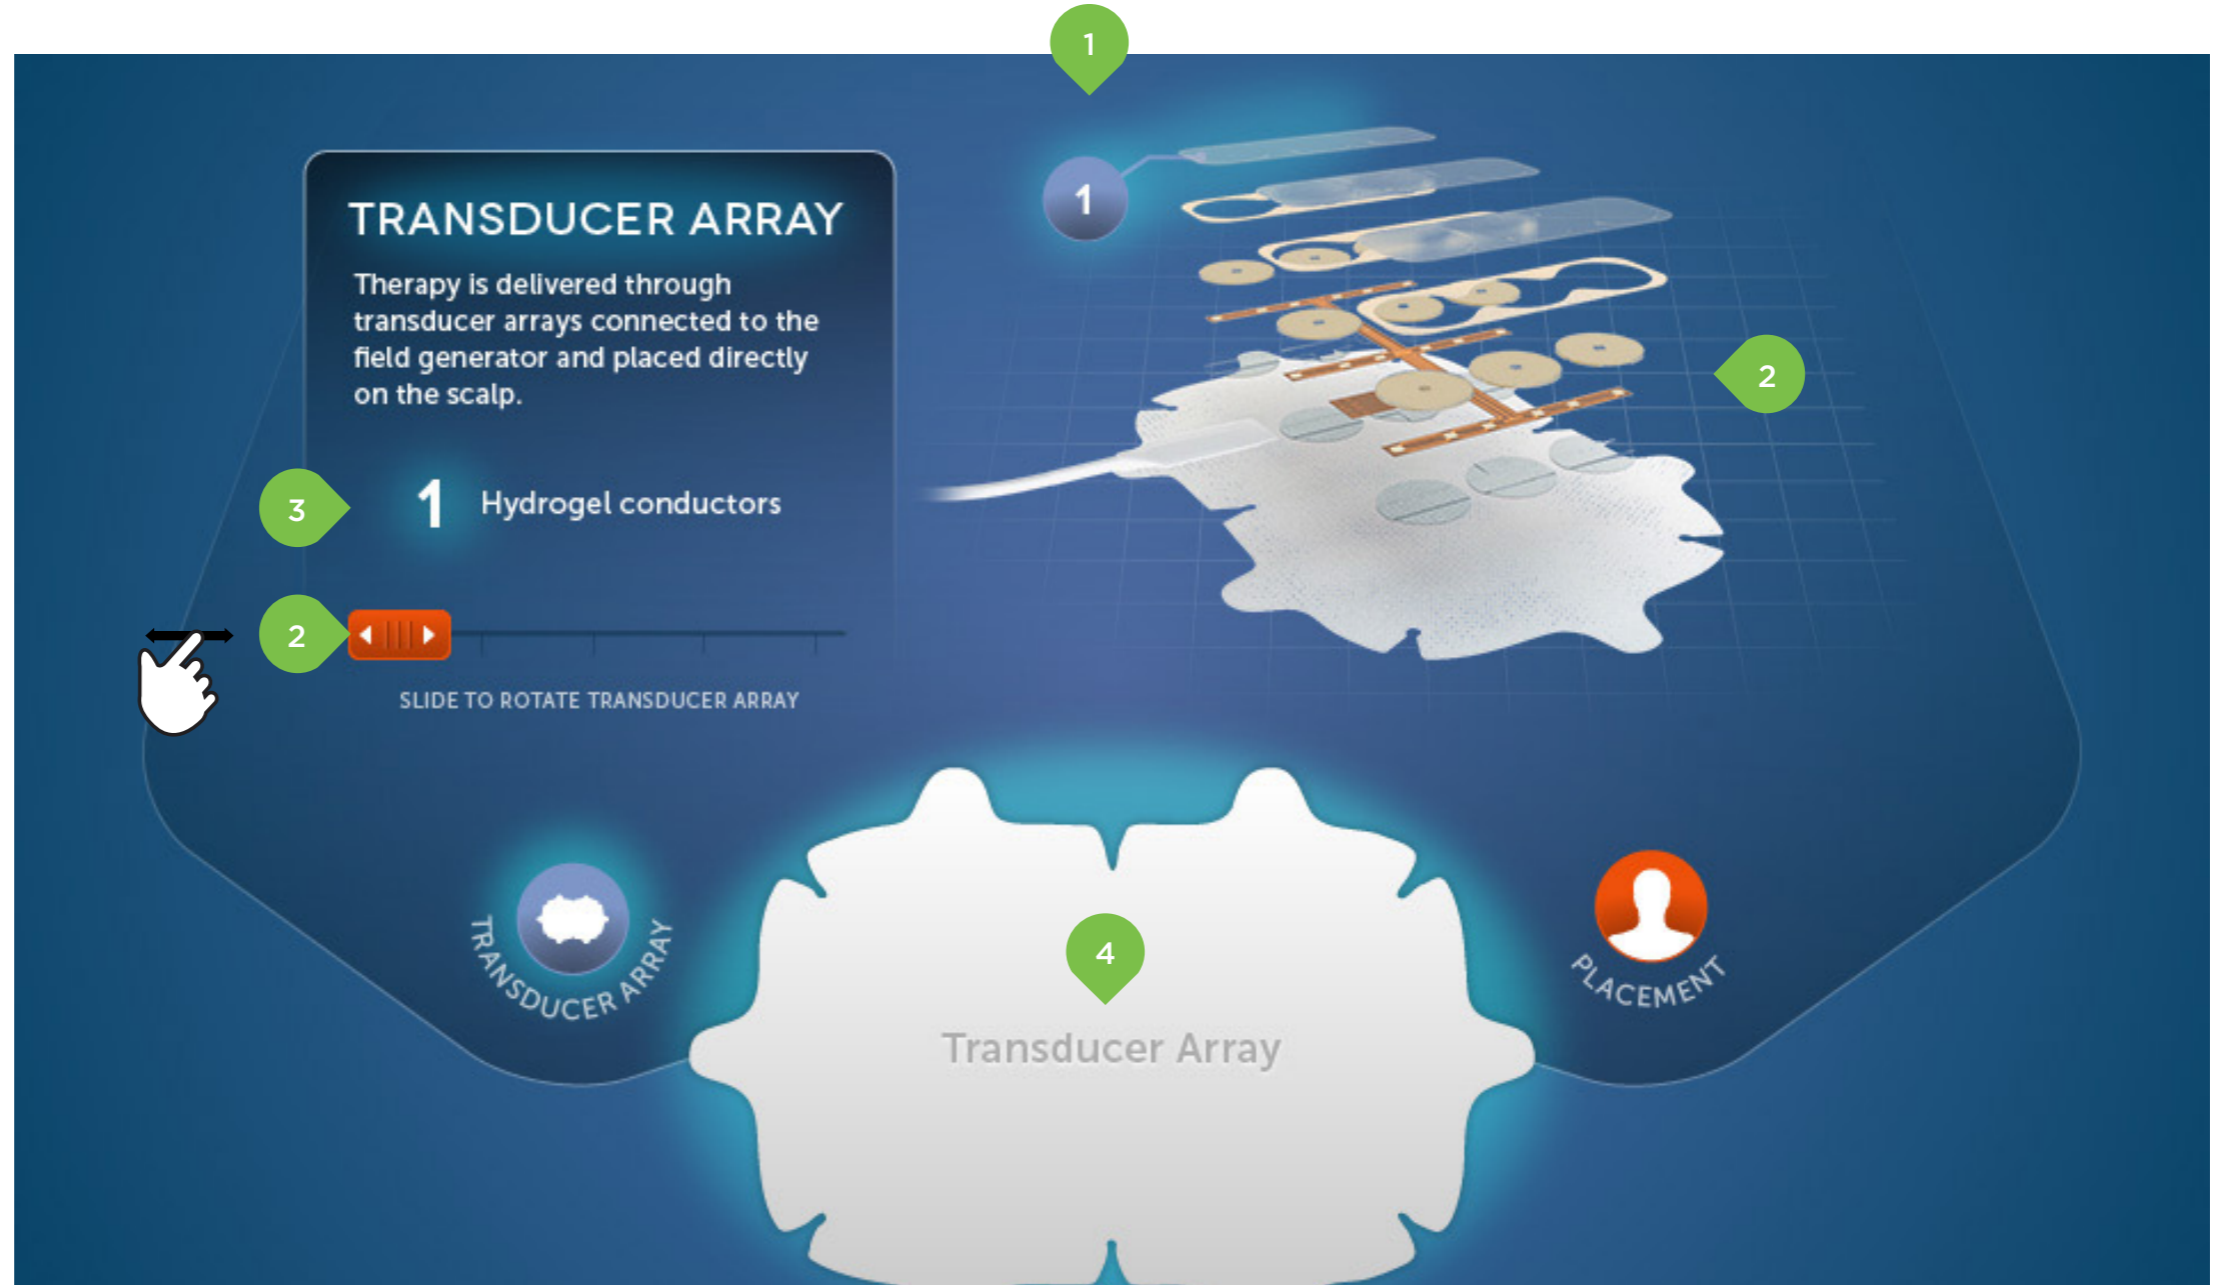 1
1
TRANSDUCER ARRAY
Therapy is delivered through
transducer arrays connected to the
field generator and placed directly
on the scalp.
2
3
1 Hydrogel conductors
2
SLIDE TO ROTATE TRANSDUCER ARRAY
TRANSDUCER ARRAY
4
Transducer Array
PLACEMENT